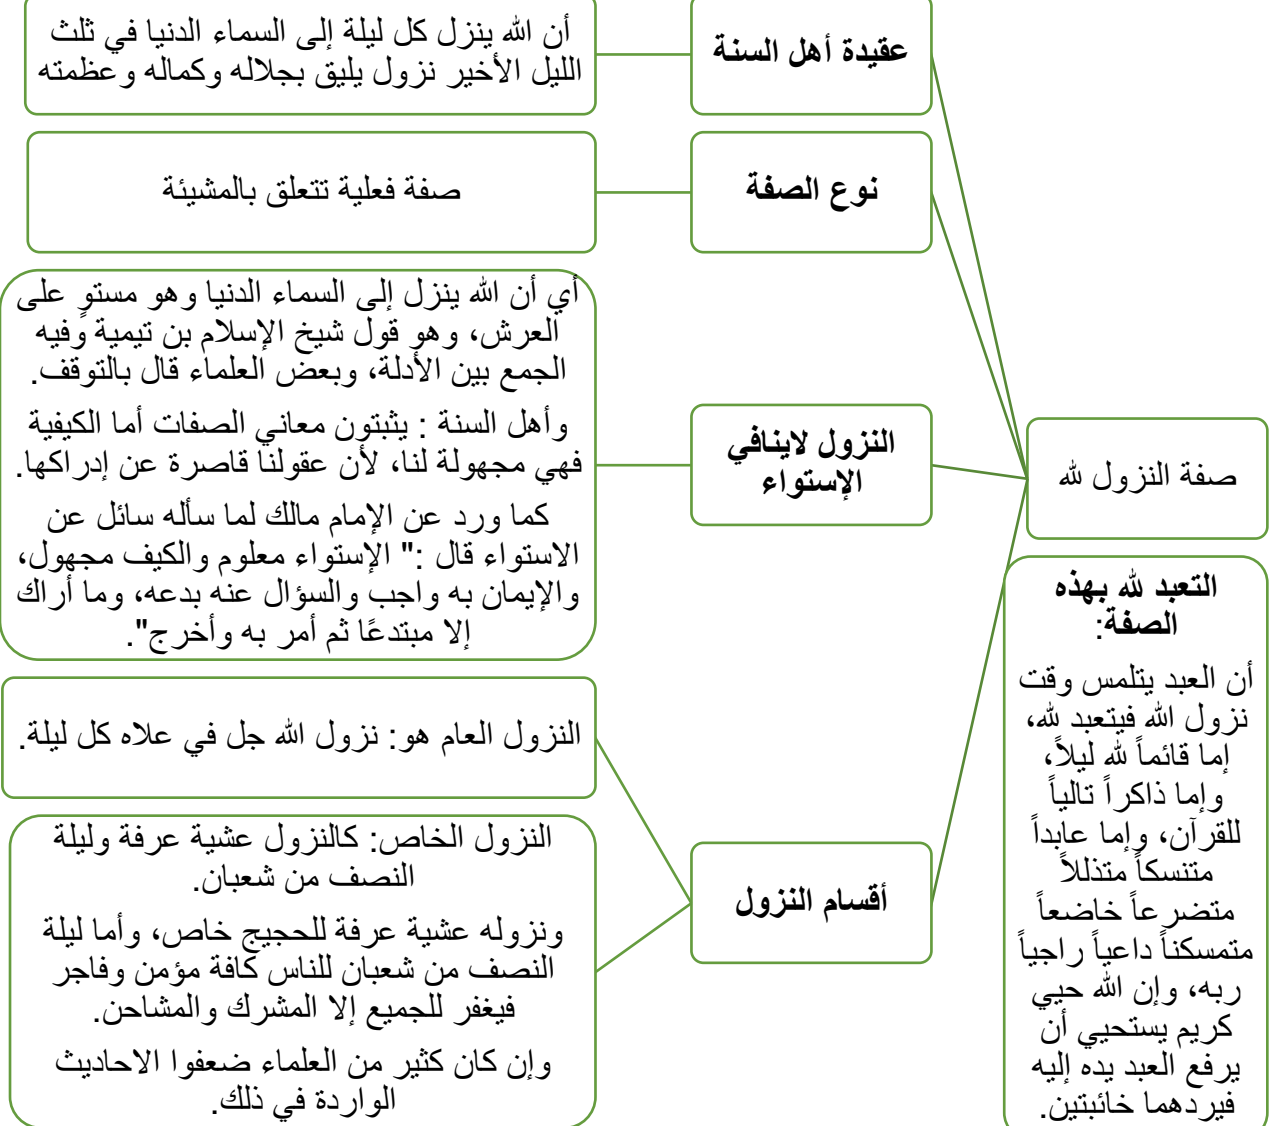 صفة النزول لله
عقيدة أهل السنة
أن الله ينزل كل ليلة إلى السماء الدنيا في ثلث
الليل الأخير نزول يليق بجلاله وكماله وعظمته
نوع الصفة
صفة فعلية تتعلق بالمشيئة
النزول لاينافي
الإستواء
أي أن الله ينزل إلى السماء الدنيا وهو مستوٍ على
العرش، وهو قول شيخ الإسلام بن تيمية وفيه
الجمع بين الأدلة، وبعض العلماء قال بالتوقف.
وأهل السنة : يثبتون معاني الصفات أما الكيفية
فهي مجهولة لنا، لأن عقولنا قاصرة عن إدراكها.
كما ورد عن الإمام مالك لما سأله سائل عن
الاستواء قال :" الإستواء معلوم والكيف مجهول،
والإيمان به واجب والسؤال عنه بدعه، وما أراك
إلا مبتدعًا ثم أمر به وأخرج".
أقسام النزول
النزول العام هو: نزول الله جل في علاه كل ليلة.
النزول الخاص: كالنزول عشية عرفة وليلة
النصف من شعبان.
ونزوله عشية عرفة للحجيج خاص، وأما ليلة
النصف من شعبان للناس كافة مؤمن وفاجر
فيغفر للجميع إلا المشرك والمشاحن.
وإن كان كثير من العلماء ضعفوا الاحاديث
الواردة في ذلك.
التعبد لله بهذه
الصفة:
أن العبد يتلمس وقت
نزول الله فيتعبد لله،
إما قائماً لله ليلاً،
وإما ذاكراً تالياً
للقرآن، وإما عابداً
متنسكاً متذللاً
متضرعاً خاضعاً
متمسكناً داعياً راجياً
ربه، وإن الله حيي
كريم يستحيي أن
يرفع العبد يده إليه
فيردهما خائبتين.